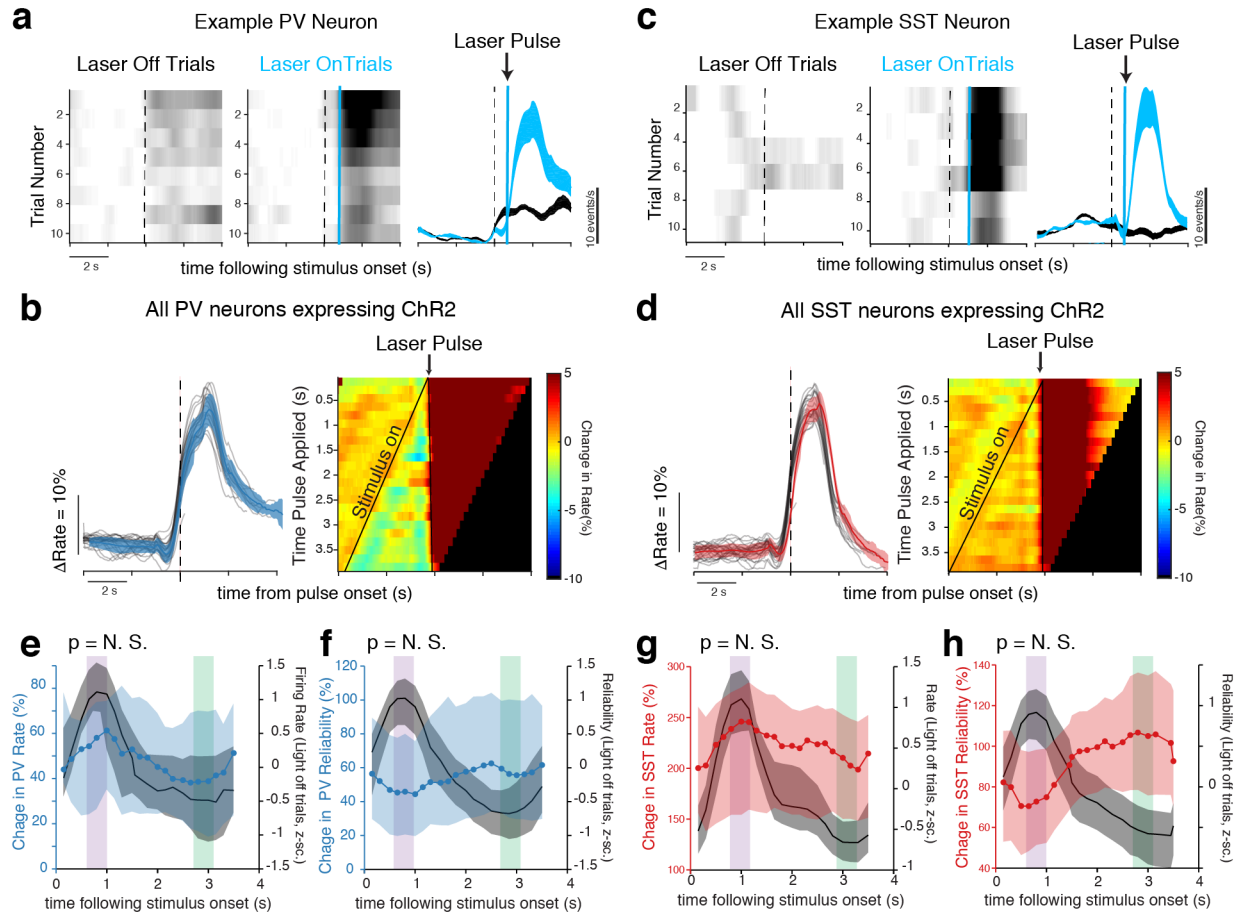 a
Example PV Neuron
Laser Pulse
Laser Off Trials
Laser OnTrials
Trial Number
2
4
6
8
10
2 s
10 events/s
time following stimulus onset (s)
c
Example SST Neuron
Laser Pulse
Laser Off Trials
Laser OnTrials
Trial Number
2
4
6
8
10
2 s
10 events/s
time following stimulus onset (s)
b
All PV neurons expressing ChR2
Laser Pulse
ΔRate = 10%
2 s
Time Pulse Applied (s)
0.5
1
1.5
2
2.5
3
3.5
Stimulus on
5
0
-5
-10
Change in Rate(%)
time from pulse onset (s)
d
All SST neurons expressing ChR2
Laser Pulse
ΔRate = 10%
2 s
Time Pulse Applied (s)
0.5
1
1.5
2
2.5
3
3.5
Stimulus on
5
0
-5
-10
Change in Rate(%)
time from pulse onset (s)
e
p = N. S.
Chage in PV Rate (%)
80
60
40
20
0
1.5
1
0.5
0
-0.5
-1
-1.5
Firing Rate (Light off trials, z-sc.)
0 1 2 3 4
time following stimulus onset (s)
f
p = N. S.
Chage in PV Reliability (%)
120
100
80
60
40
20
0
1.5
1
0.5
0
-0.5
-1
-1.5
Reliability (Light off trials, z-sc.)
0 1 2 3 4
time following stimulus onset (s)
g
p = N. S.
Chage in SST Rate (%)
300
250
200
150
100
1.5
1
0.5
0
-0.5
-1
Rate (Light off trials, z-sc.)
0 1 2 3 4
time following stimulus onset (s)
h
p = N. S.
Chage in SST Reliability (%)
140
120
100
80
60
40
1
0
-1
Reliability (Light off trials, z-sc.)
0 1 2 3 4
time following stimulus onset (s)